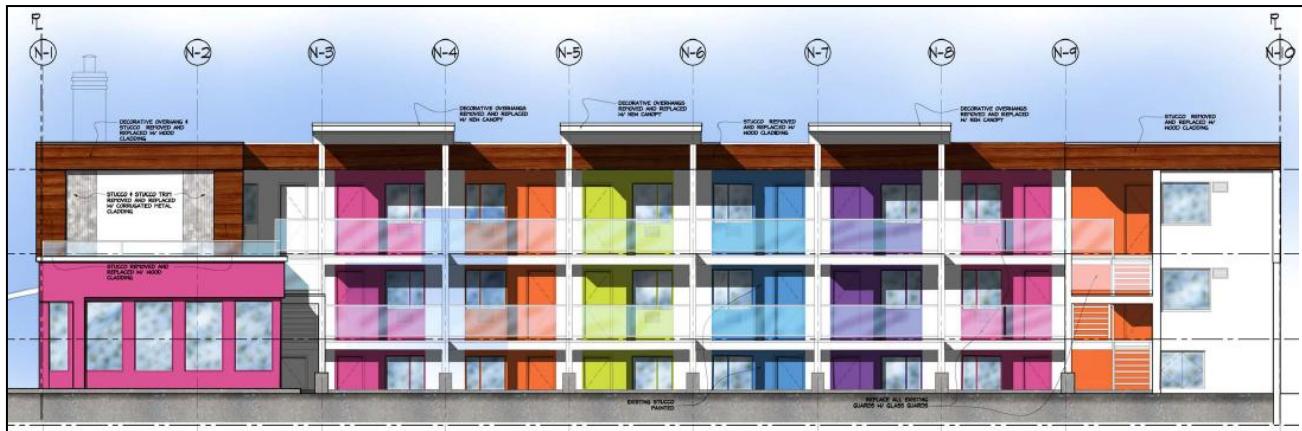 PL
PL
N-1
N-2
N-3
N-4
N-5
N-6
N-7
N-8
N-9
N-10
DECORATIVE OVERHANG &
STUCCO REMOVED AND
REPLACED W/ WOOD
CLADDING
DECORATIVE OVERHANGS
REMOVED AND REPLACED
W/ NEW CANOPY
DECORATIVE OVERHANGS
REMOVED AND REPLACED
W/ NEW CANOPY
STUCCO REMOVED
AND REPLACED W/
WOOD CLADDING
DECORATIVE OVERHANGS
REMOVED AND REPLACED
W/ NEW CANOPY
STUCCO REMOVED
AND REPLACED W/
WOOD CLADDING
STUCCO & STUCCO TRIM
REMOVED AND REPLACED
W/ CORRUGATED METAL
CLADDING
STUCCO REMOVED AND
REPLACED W/ WOOD
CLADDING
EXISTING STUCCO
PAINTED
REPLACE ALL EXISTING
GUARDS W/ GLASS GUARDS